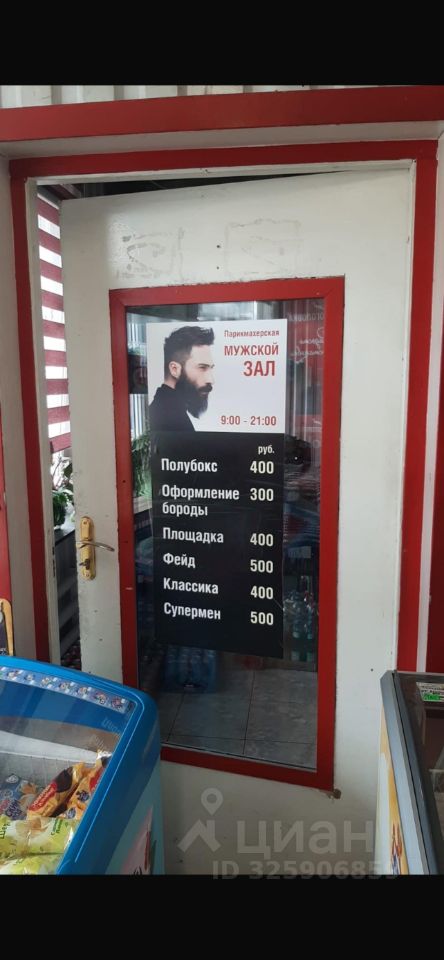 Парикмахерская
МУЖСКОЙ
ЗАЛ
9:00 - 21:00
руб.
Полубокс 400
Оформление 300
бороды
Площадка 400
Фейд 500
Классика 400
Супермен 500
циан
ID 325906859